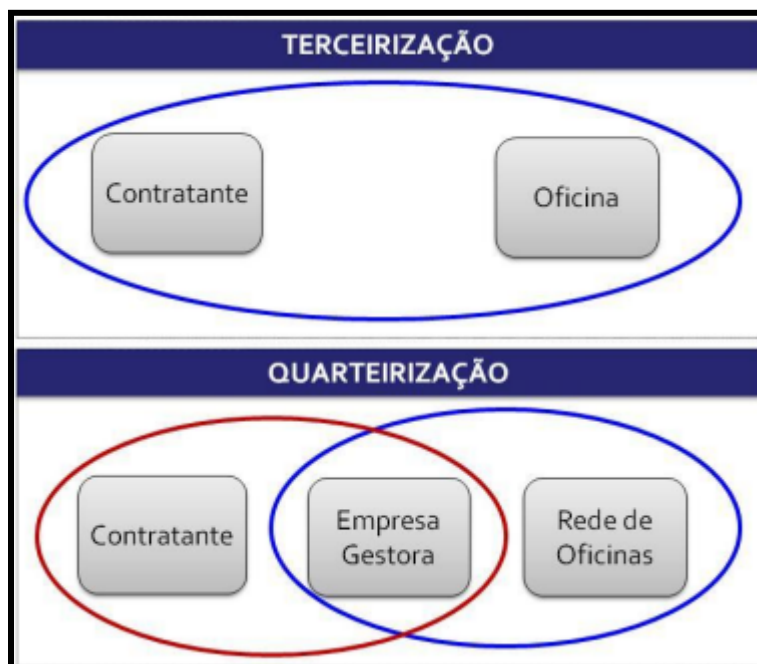 TERCEIRIZAÇÃO
Contratante
Oficina
QUARTEIRIZAÇÃO
Contratante
Empresa
Gestora
Rede de
Oficinas